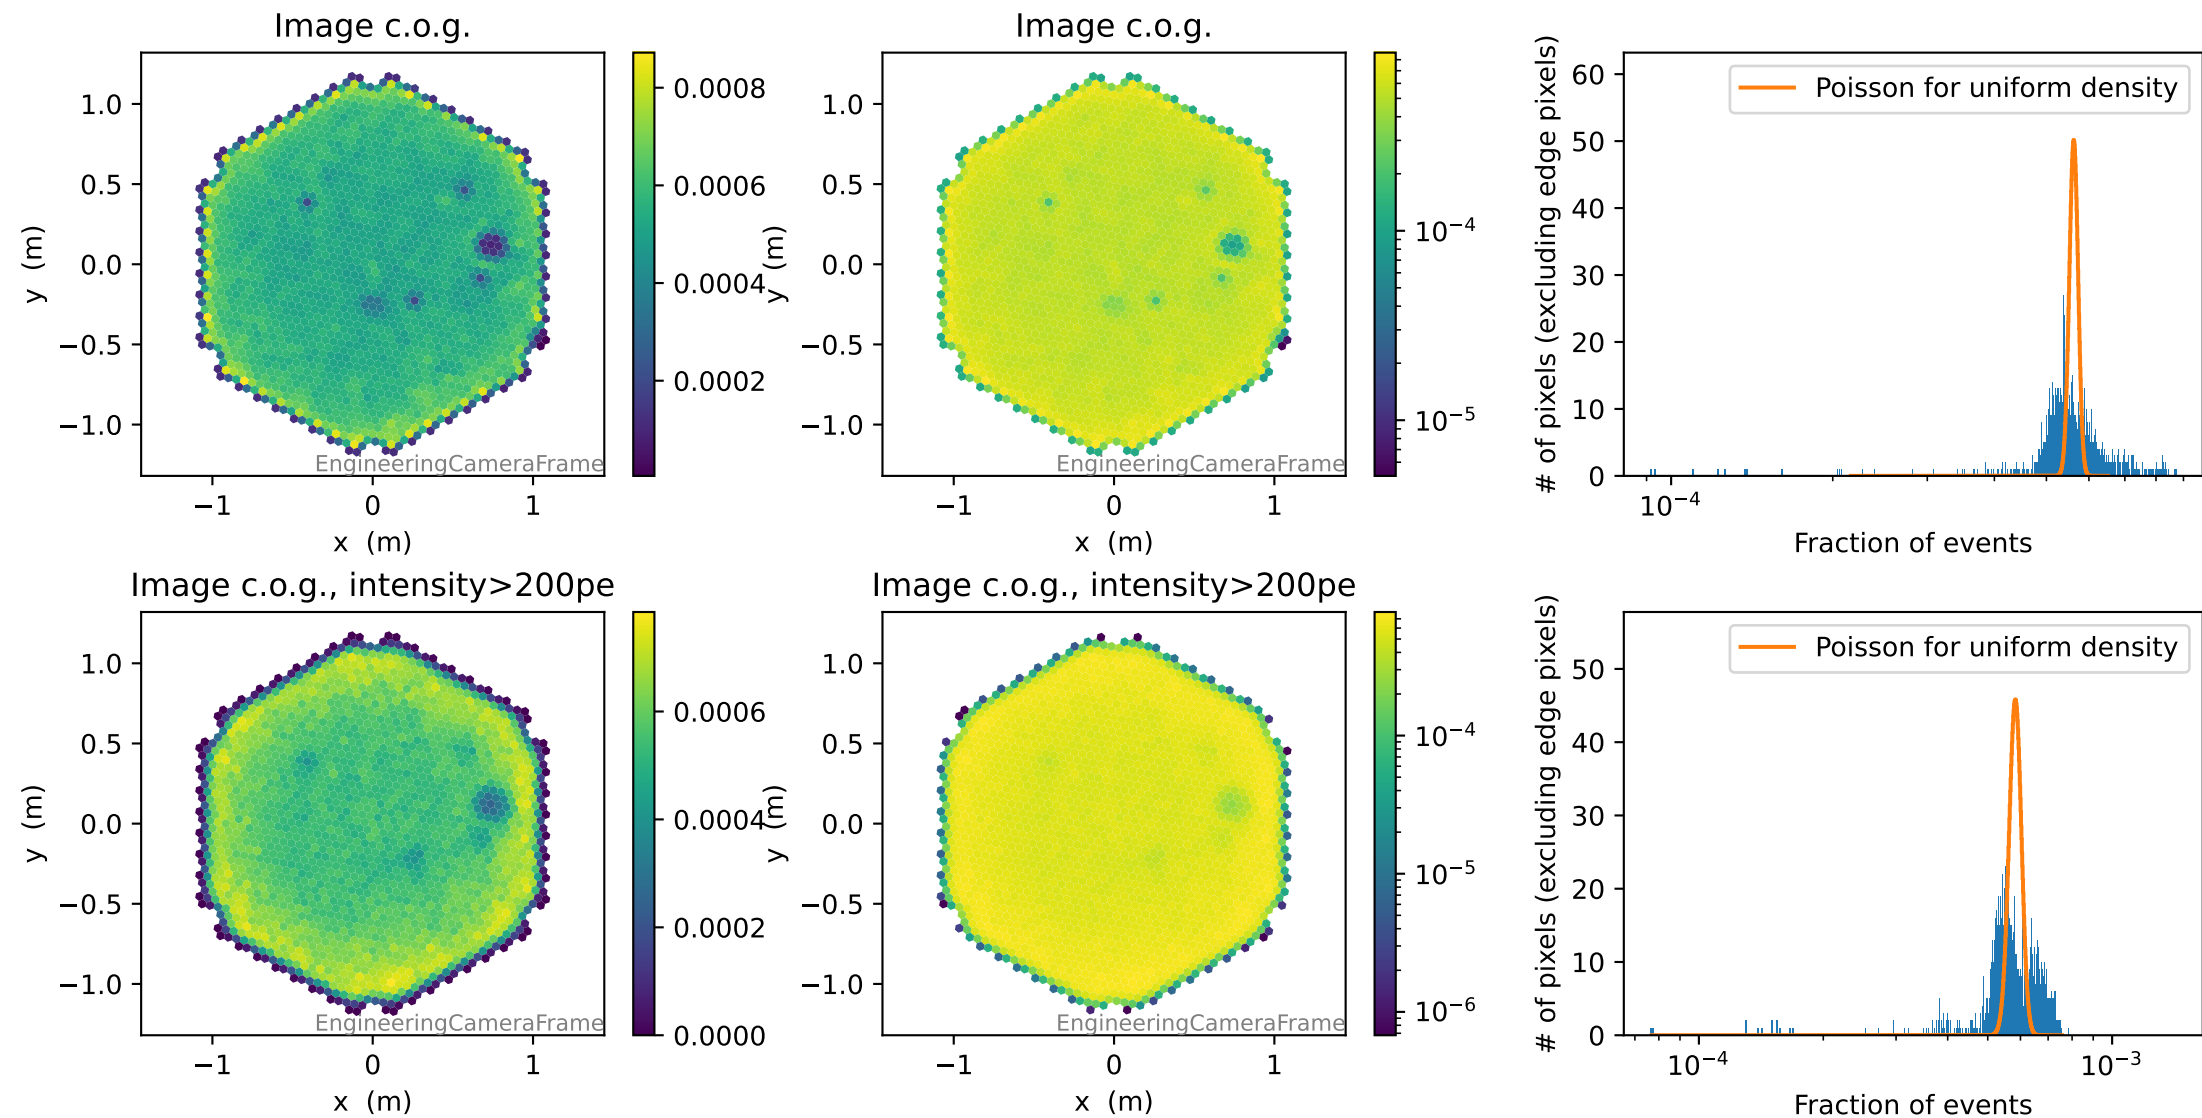 Image c.o.g.
y (m)
1.0
0.5
0.0
−0.5
−1.0
−1 0 1
x (m)
EngineeringCameraFrame
0.0008
0.0006
0.0004
0.0002
Image c.o.g.
y (m)
1.0
0.5
0.0
−0.5
−1.0
−1 0 1
x (m)
EngineeringCameraFrame
10⁻⁴
10⁻⁵
# of pixels (excluding edge pixels)
60
50
40
30
20
10
0
Poisson for uniform density
10⁻⁴
Fraction of events
Image c.o.g., intensity>200pe
y (m)
1.0
0.5
0.0
−0.5
−1.0
−1 0 1
x (m)
EngineeringCameraFrame
0.0006
0.0004
0.0002
0.0000
Image c.o.g., intensity>200pe
y (m)
1.0
0.5
0.0
−0.5
−1.0
−1 0 1
x (m)
EngineeringCameraFrame
10⁻⁴
10⁻⁵
10⁻⁶
# of pixels (excluding edge pixels)
50
40
30
20
10
0
Poisson for uniform density
10⁻⁴ 10⁻³
Fraction of events